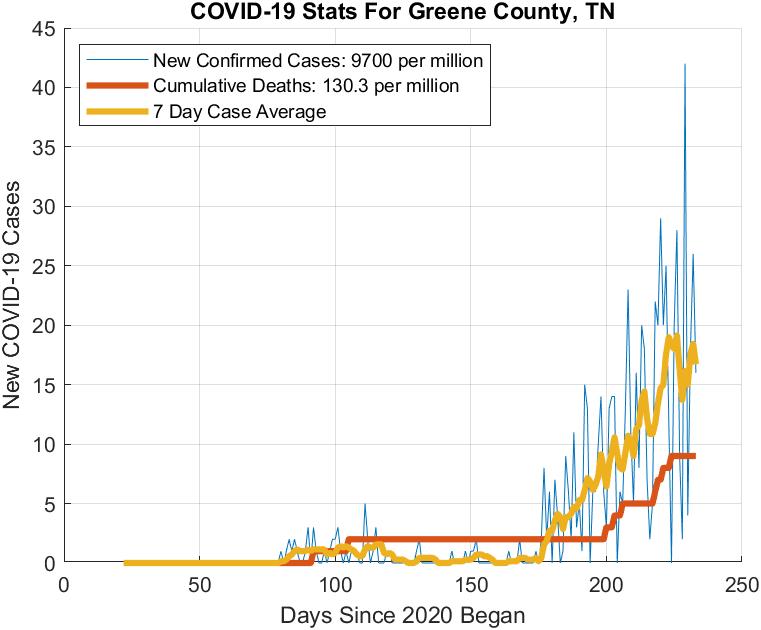 COVID-19 Stats For Greene County, TN
New Confirmed Cases: 9700 per million
Cumulative Deaths: 130.3 per million
7 Day Case Average
New COVID-19 Cases
45
40
35
30
25
20
15
10
5
0
0 50 100 150 200 250
Days Since 2020 Began